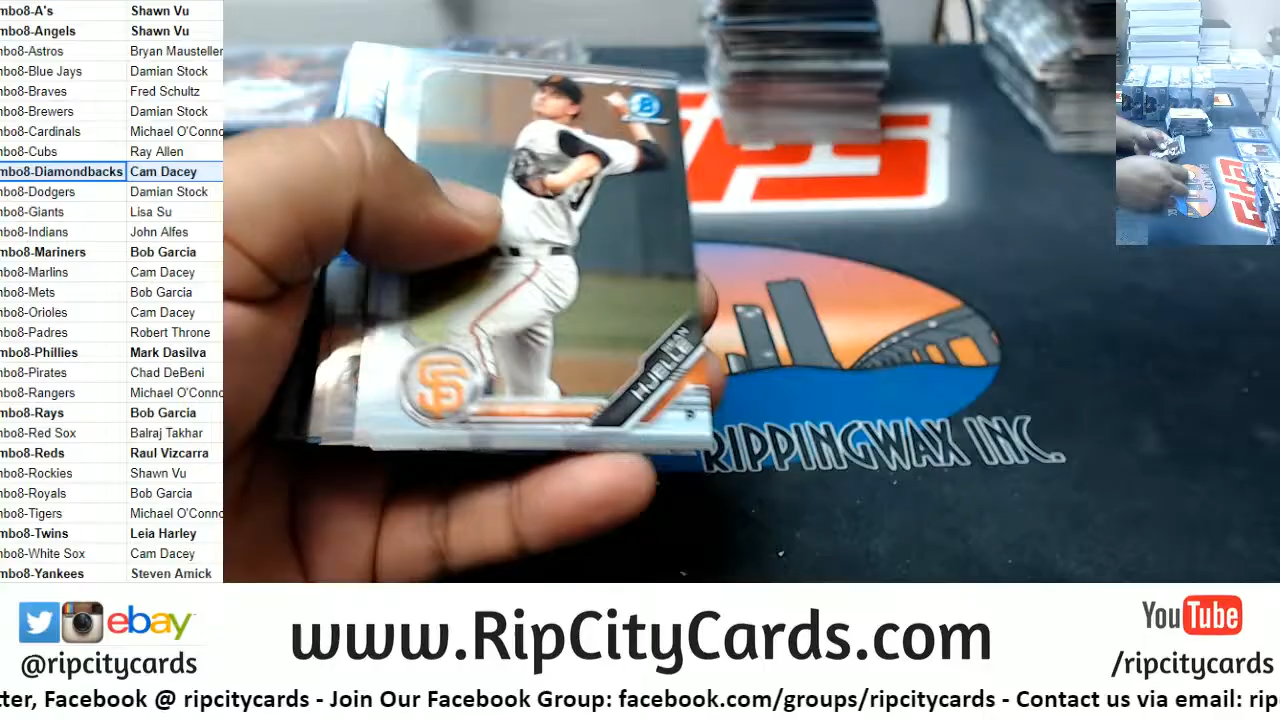 mbo8-A's Shawn Vu
mbo8-Angels Shawn Vu
mbo8-Astros Bryan Mausteller
mbo8-Blue Jays Damian Stock
mbo8-Braves Fred Schultz
mbo8-Brewers Damian Stock
mbo8-Cardinals Michael O'Conno
mbo8-Cubs Ray Allen
mbo8-Diamondbacks Cam Dacey
mbo8-Dodgers Damian Stock
mbo8-Giants Lisa Su
mbo8-Indians John Alfes
mbo8-Mariners Bob Garcia
mbo8-Marlins Cam Dacey
mbo8-Mets Bob Garcia
mbo8-Orioles Cam Dacey
mbo8-Padres Robert Throne
mbo8-Phillies Mark Dasilva
mbo8-Pirates Chad DeBeni
mbo8-Rangers Michael O'Conno
mbo8-Rays Bob Garcia
mbo8-Red Sox Balraj Takhar
mbo8-Reds Raul Vizcarra
mbo8-Rockies Shawn Vu
mbo8-Royals Bob Garcia
mbo8-Tigers Michael O'Conno
mbo8-Twins Leia Harley
mbo8-White Sox Cam Dacey
mbo8-Yankees Steven Amick
SF
HJELLE
RIPPINGWAX INC.
ebay
@ripcitycards
www.RipCityCards.com
YouTube
/ripcitycards
tter, Facebook @ ripcitycards - Join Our Facebook Group: facebook.com/groups/ripcitycards - Contact us via email: rip